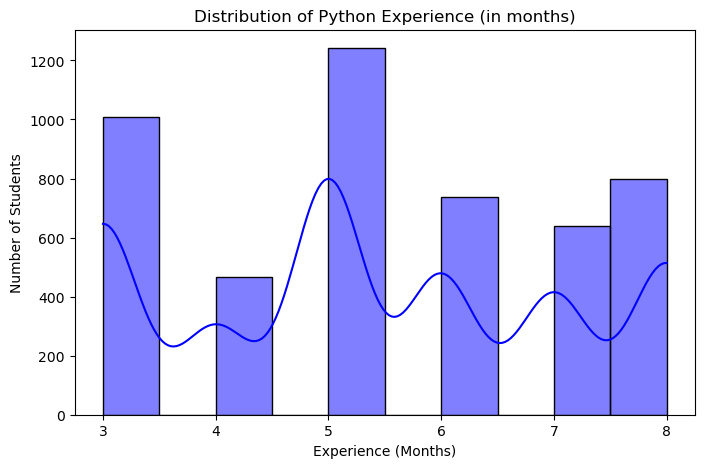 Distribution of Python Experience (in months)
1200
1000
800
600
400
200
0
Number of Students
3 4 5 6 7 8
Experience (Months)